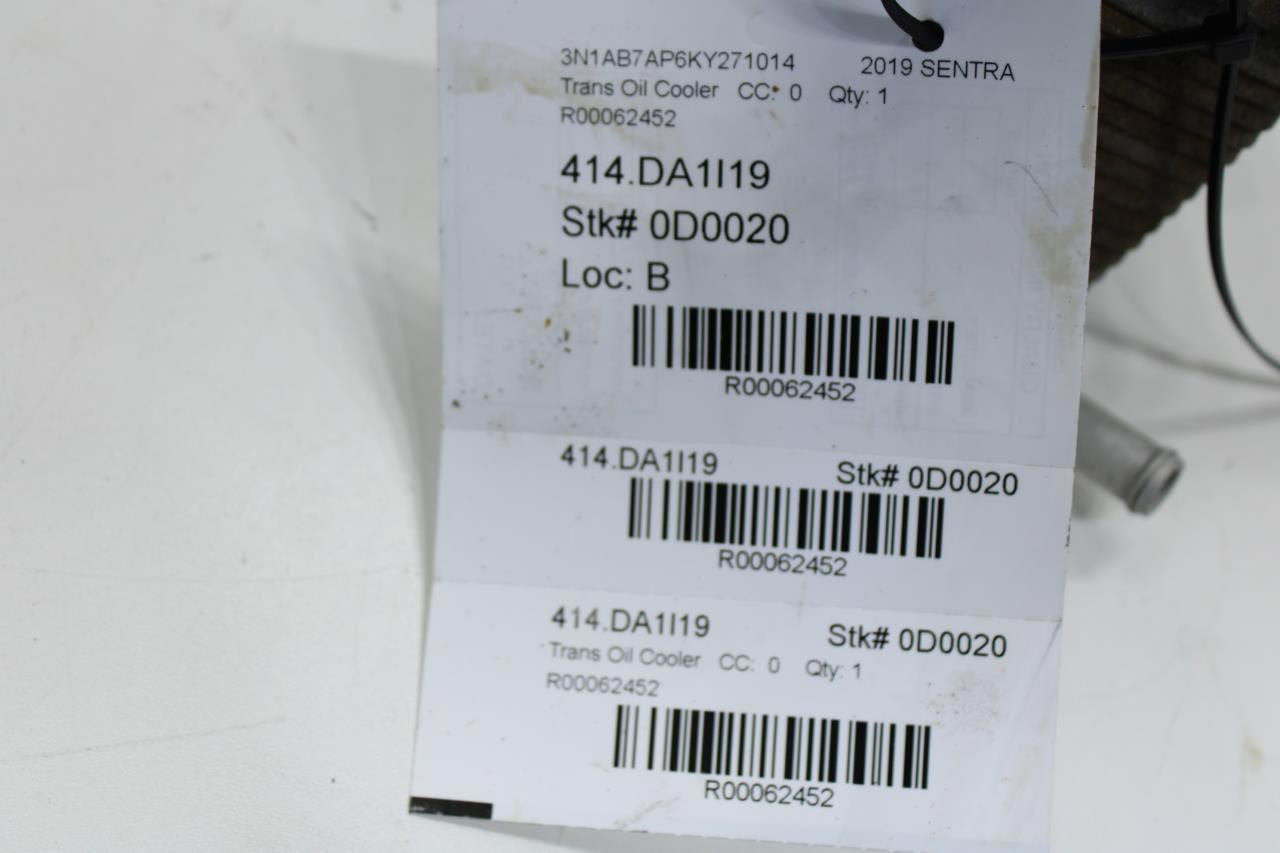 3N1AB7AP6KY271014 2019 SENTRA
Trans Oil Cooler CC: 0 Qty: 1
R00062452
414.DA1I19
Stk# 0D0020
Loc: B
R00062452
414.DA1I19 Stk# 0D0020
R00062452
414.DA1I19 Stk# 0D0020
Trans Oil Cooler CC: 0 Qty: 1
R00062452
R00062452